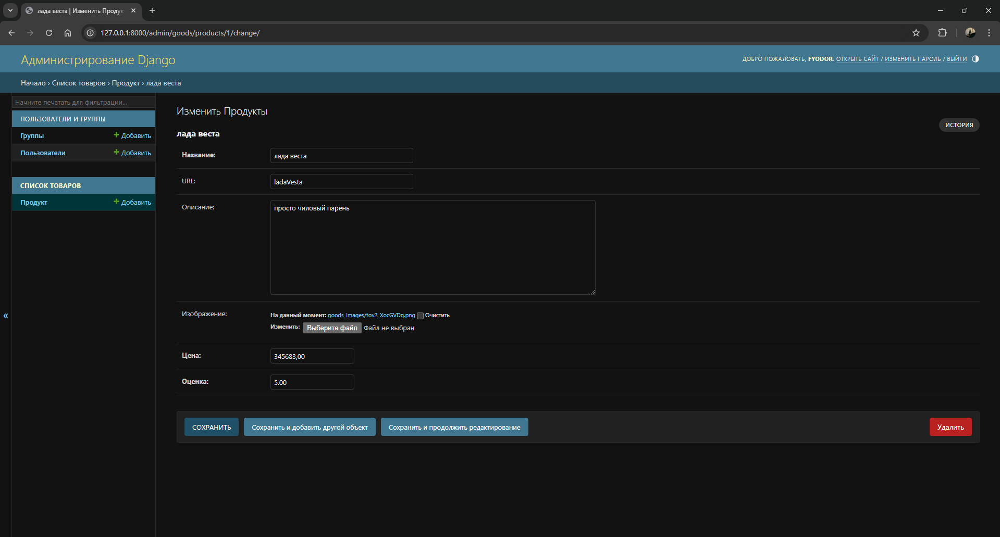 лада веста | Изменить Продук
127.0.0.1:8000/admin/goods/products/1/change/
Администрирование Django
ДОБРО ПОЖАЛОВАТЬ, FYODOR. ОТКРЫТЬ САЙТ / ИЗМЕНИТЬ ПАРОЛЬ / ВЫЙТИ
Начало › Список товаров › Продукт › лада веста
Начните печатать для фильтрации...
ПОЛЬЗОВАТЕЛИ И ГРУППЫ
Группы Добавить
Пользователи Добавить
СПИСОК ТОВАРОВ
Продукт Добавить
«
Изменить Продукты
ИСТОРИЯ
лада веста
Название: лада веста
URL: ladaVesta
Описание: просто чиловый парень
Изображение: На данный момент: goods_images/tov2_XocGVDq.png Очистить
Изменить: Выберите файл Файл не выбран
Цена: 345683,00
Оценка: 5.00
СОХРАНИТЬ Сохранить и добавить другой объект Сохранить и продолжить редактирование Удалить